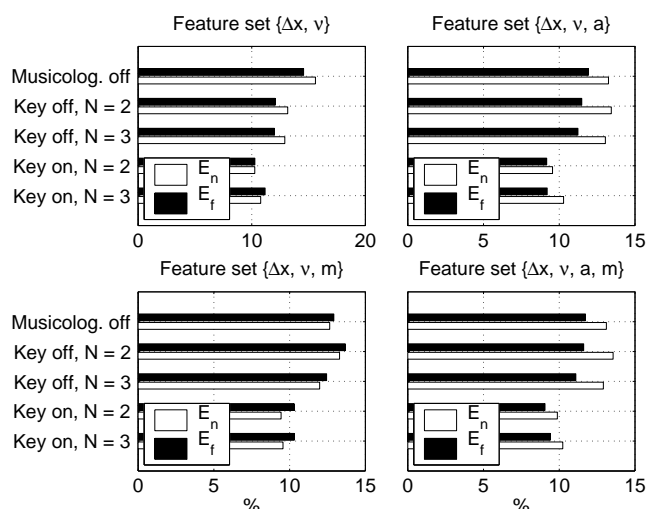 Feature set {Δx, ν}
Musicolog. off
Key off, N = 2
Key off, N = 3
Key on, N = 2
Key on, N = 3
E_n
E_f
0 10 20
Feature set {Δx, ν, a}
E_n
E_f
0 5 10 15
Feature set {Δx, ν, m}
Musicolog. off
Key off, N = 2
Key off, N = 3
Key on, N = 2
Key on, N = 3
E_n
E_f
0 5 10 15
%
Feature set {Δx, ν, a, m}
E_n
E_f
0 5 10 15
%